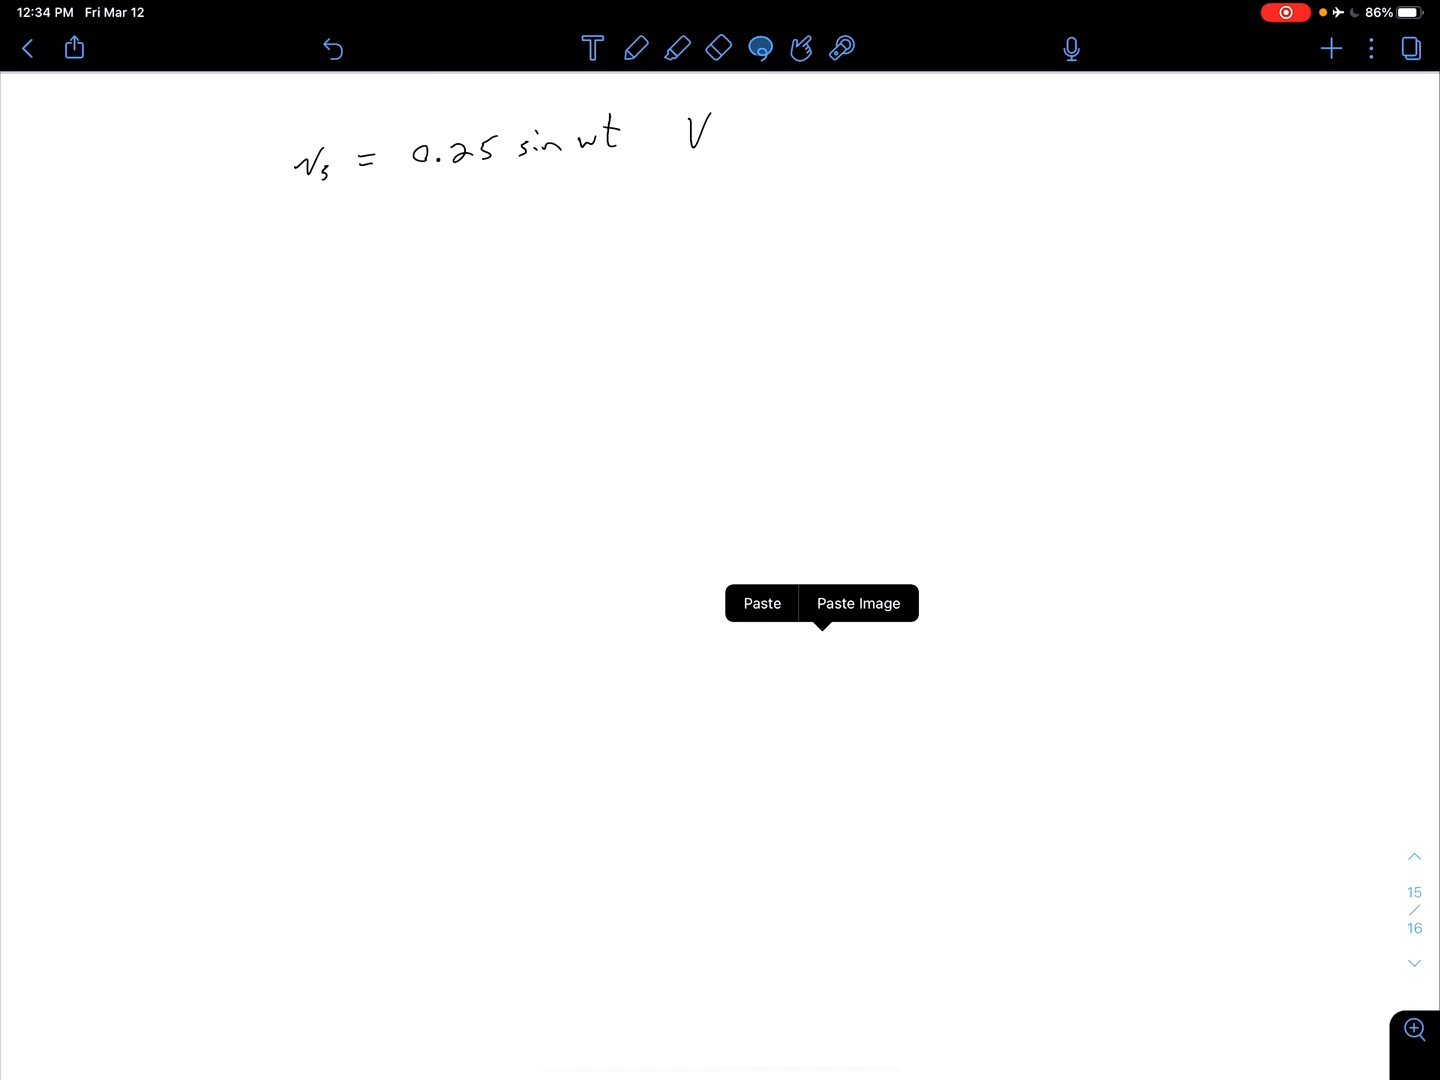 12:34 PM Fri Mar 12
86%
vs = 0.25 sin wt V
Paste Paste Image
15
/
16